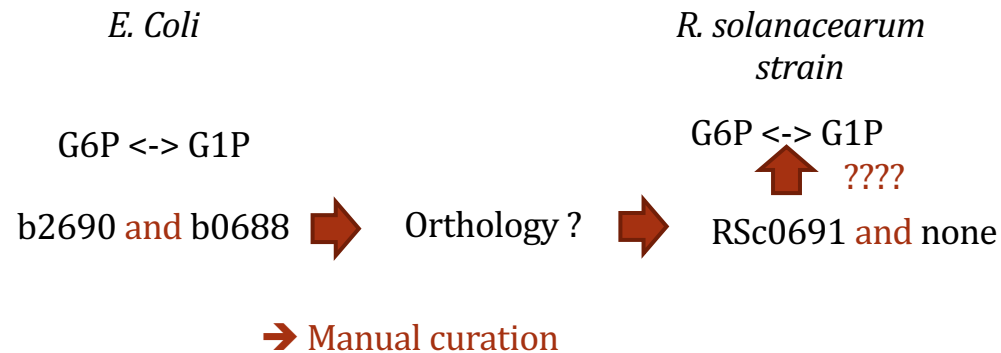 E. Coli
R. solanacearum
strain
G6P <-> G1P
G6P <-> G1P
????
b2690 and b0688
Orthology ?
RSc0691 and none
➔ Manual curation